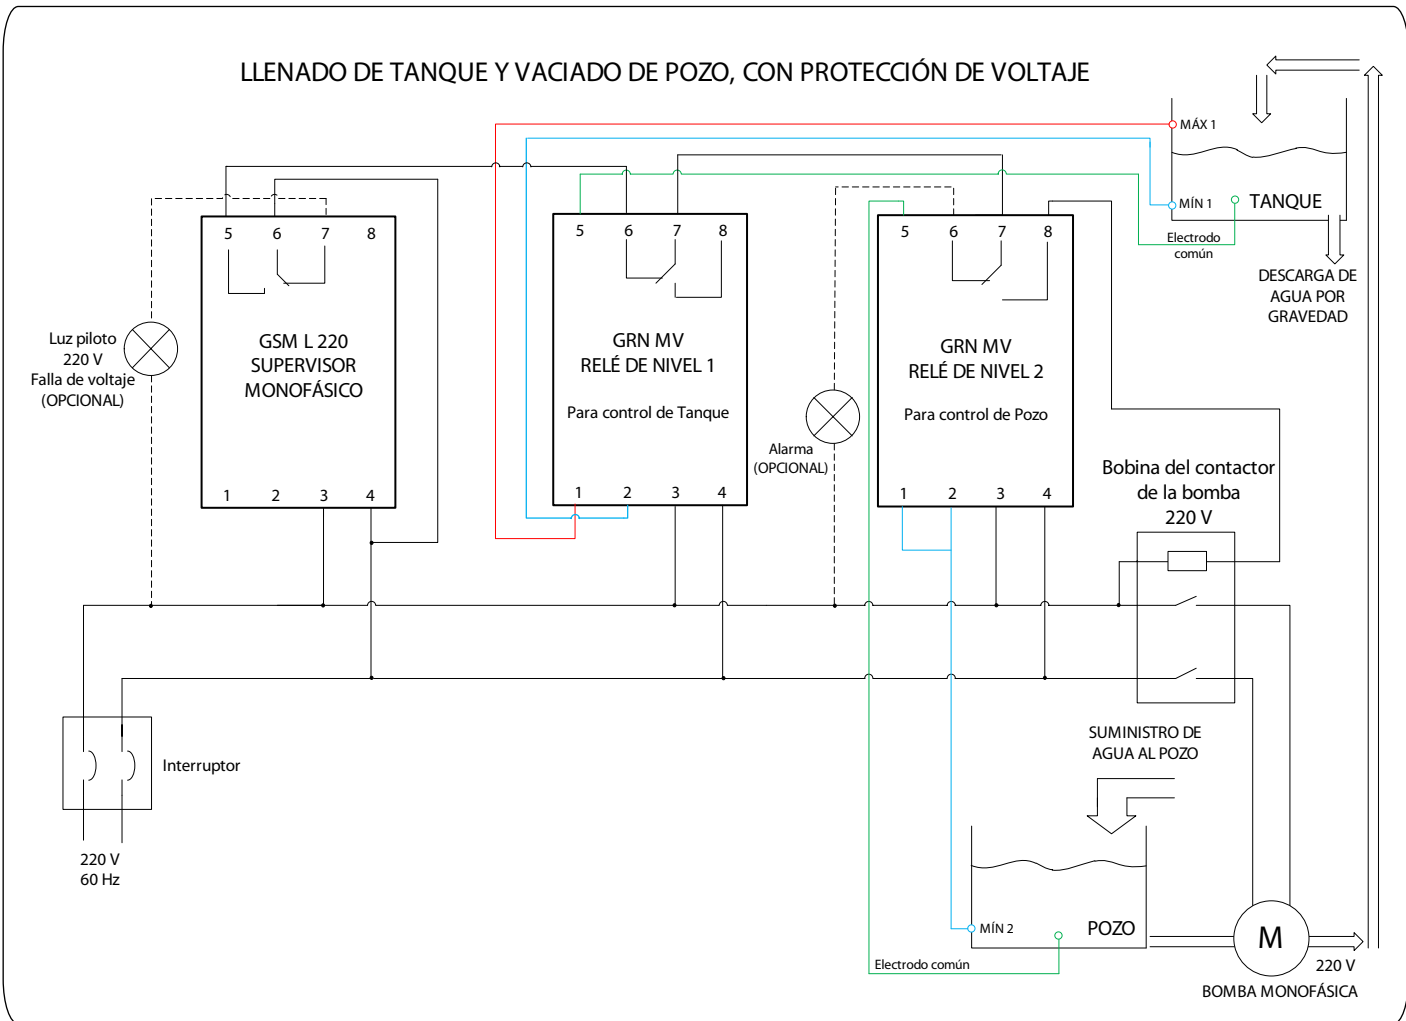 LLENADO DE TANQUE Y VACIADO DE POZO, CON PROTECCIÓN DE VOLTAJE
MÁX 1
MÍN 1
TANQUE
Electrodo
común
DESCARGA DE
AGUA POR
GRAVEDAD
5 6 7 8
GSM L 220
SUPERVISOR
MONOFÁSICO
1 2 3 4
Luz piloto
220 V
Falla de voltaje
(OPCIONAL)
5 6 7 8
GRN MV
RELÉ DE NIVEL 1
Para control de Tanque
1 2 3 4
Alarma
(OPCIONAL)
5 6 7 8
GRN MV
RELÉ DE NIVEL 2
Para control de Pozo
1 2 3 4
Bobina del contactor
de la bomba
220 V
Interruptor
220 V
60 Hz
SUMINISTRO DE
AGUA AL POZO
MÍN 2
POZO
Electrodo común
M
220 V
BOMBA MONOFÁSICA